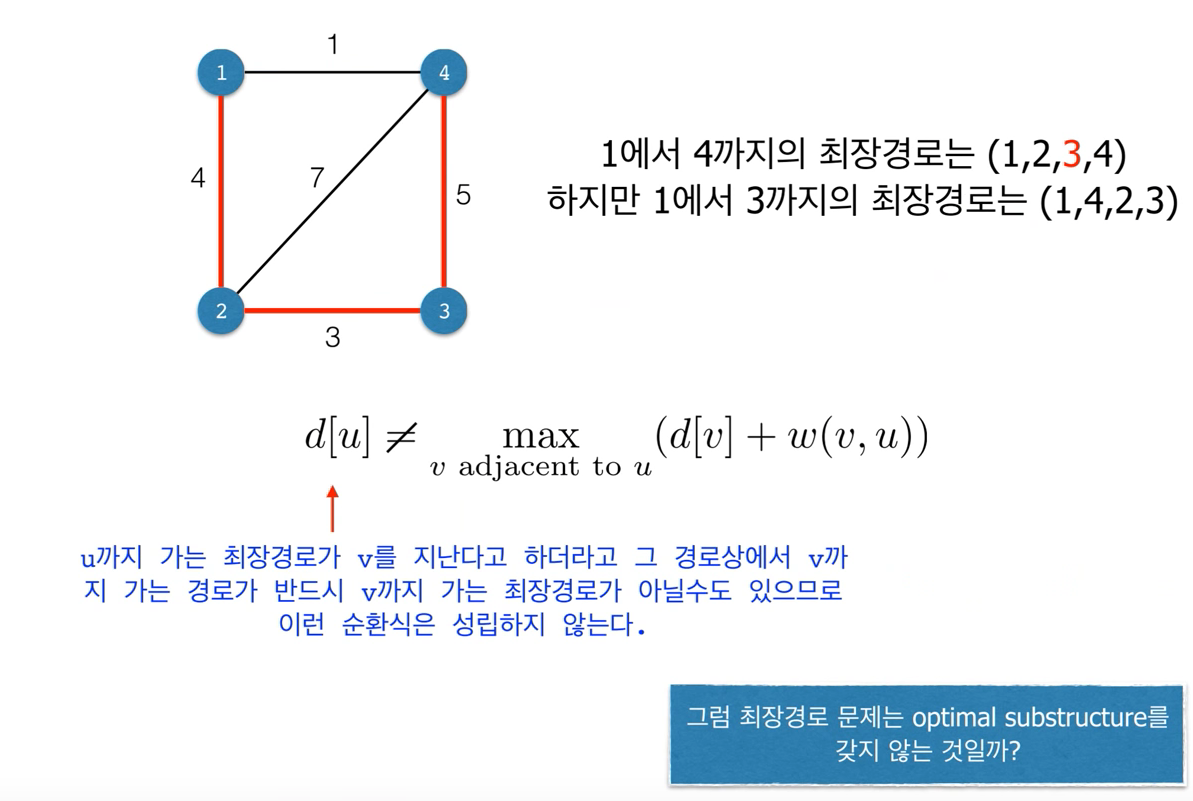 1
1 4
4 7 5
2 3
3
1에서 4까지의 최장경로는 (1,2,3,4)
하지만 1에서 3까지의 최장경로는 (1,4,2,3)
d[u] ≠ max (d[v] + w(v, u))
v adjacent to u
u까지 가는 최장경로가 v를 지난다고 하더라고 그 경로상에서 v까
지 가는 경로가 반드시 v까지 가는 최장경로가 아닐수도 있으므로
이런 순환식은 성립하지 않는다.
그럼 최장경로 문제는 optimal substructure를
갖지 않는 것일까?